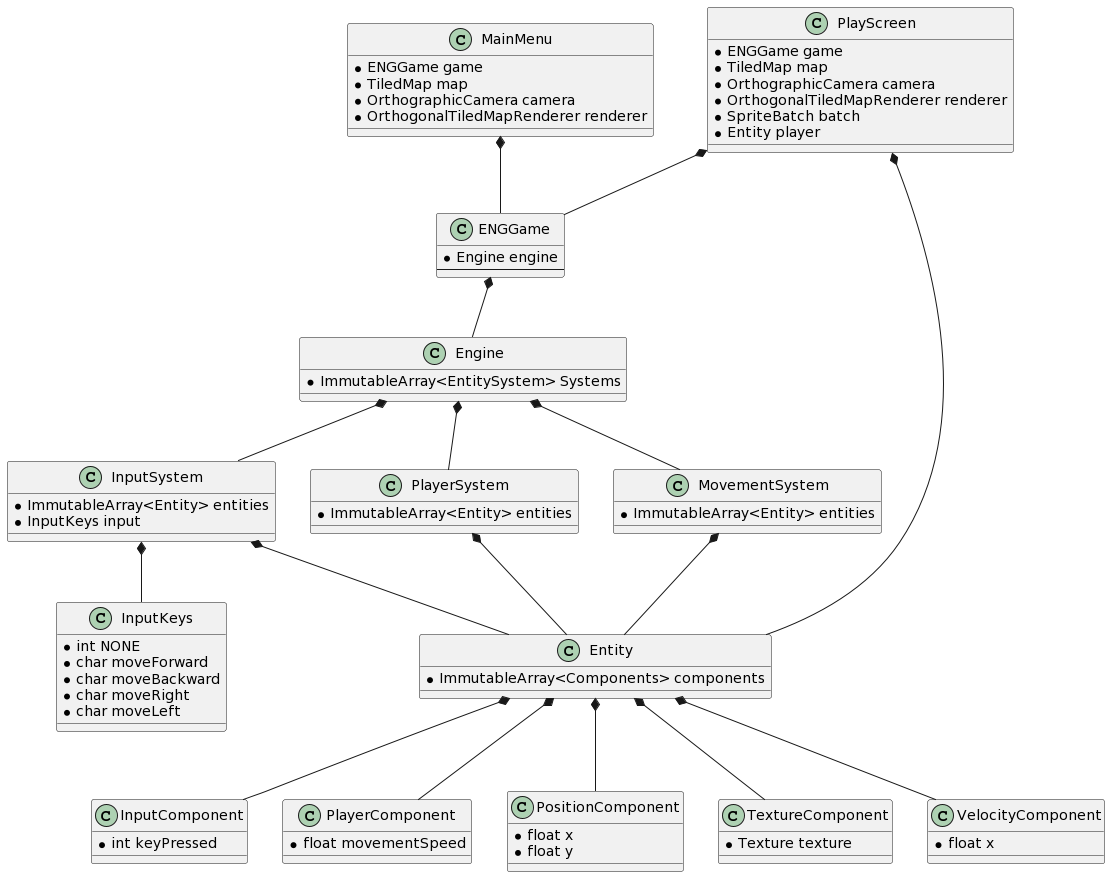 C MainMenu
ENGGame game
TiledMap map
OrthographicCamera camera
OrthogonalTiledMapRenderer renderer
C PlayScreen
ENGGame game
TiledMap map
OrthographicCamera camera
OrthogonalTiledMapRenderer renderer
SpriteBatch batch
Entity player
C ENGGame
Engine engine
C Engine
ImmutableArray<EntitySystem> Systems
C InputSystem
ImmutableArray<Entity> entities
InputKeys input
C PlayerSystem
ImmutableArray<Entity> entities
C MovementSystem
ImmutableArray<Entity> entities
C InputKeys
int NONE
char moveForward
char moveBackward
char moveRight
char moveLeft
C Entity
ImmutableArray<Components> components
C InputComponent
int keyPressed
C PlayerComponent
float movementSpeed
C PositionComponent
float x
float y
C TextureComponent
Texture texture
C VelocityComponent
float x